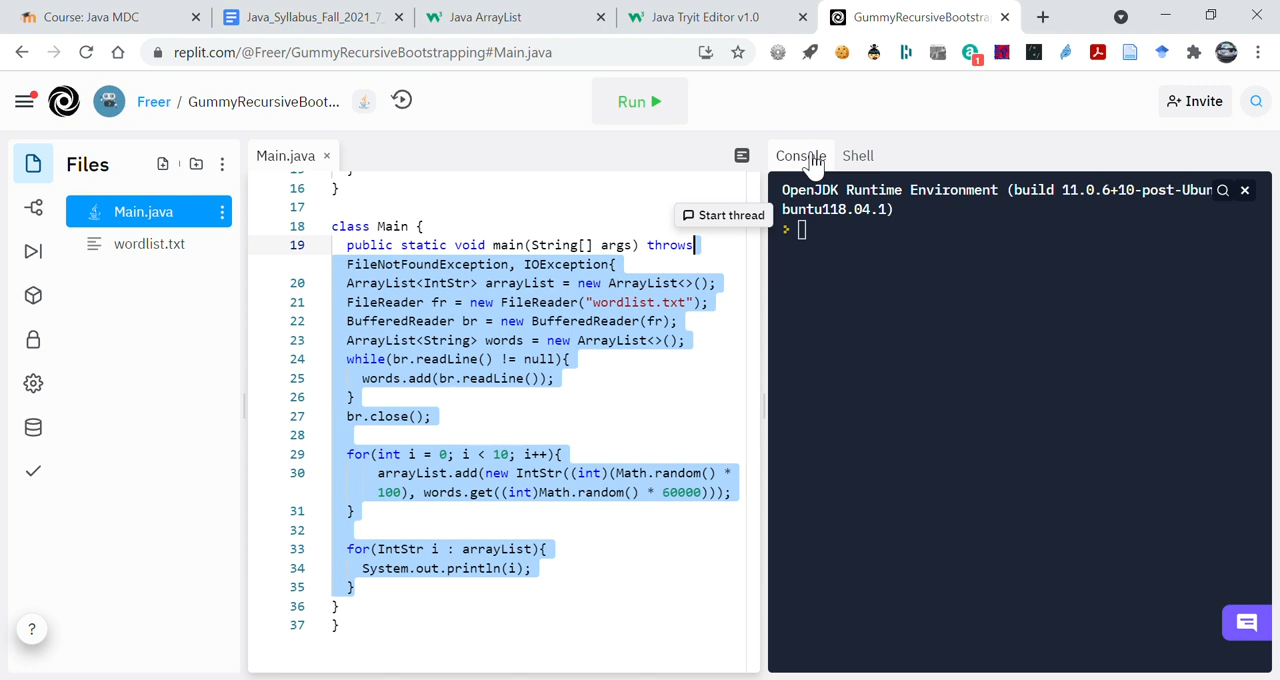 Course: Java MDC
Java_Syllabus_Fall_2021_7
Java ArrayList
Java Tryit Editor v1.0
GummyRecursiveBootstra
replit.com/@Freer/GummyRecursiveBootstrapping#Main.java
1
Freer / GummyRecursiveBoot...
Run
Invite
Files
Main.java
wordlist.txt
Main.java
Console
Shell
Start thread
16 }
17
18 class Main {
19 public static void main(String[] args) throws
FileNotFoundException, IOException{
20 ArrayList<IntStr> arrayList = new ArrayList<>();
21 FileReader fr = new FileReader("wordlist.txt");
22 BufferedReader br = new BufferedReader(fr);
23 ArrayList<String> words = new ArrayList<>();
24 while(br.readLine() != null){
25 words.add(br.readLine());
26 }
27 br.close();
28
29 for(int i = 0; i < 10; i++){
30 arrayList.add(new IntStr((int)(Math.random() *
100), words.get((int)Math.random() * 60000)));
31 }
32
33 for(IntStr i : arrayList){
34 System.out.println(i);
35 }
36 }
37 }
OpenJDK Runtime Environment (build 11.0.6+10-post-Ubun
buntu118.04.1)
>
?